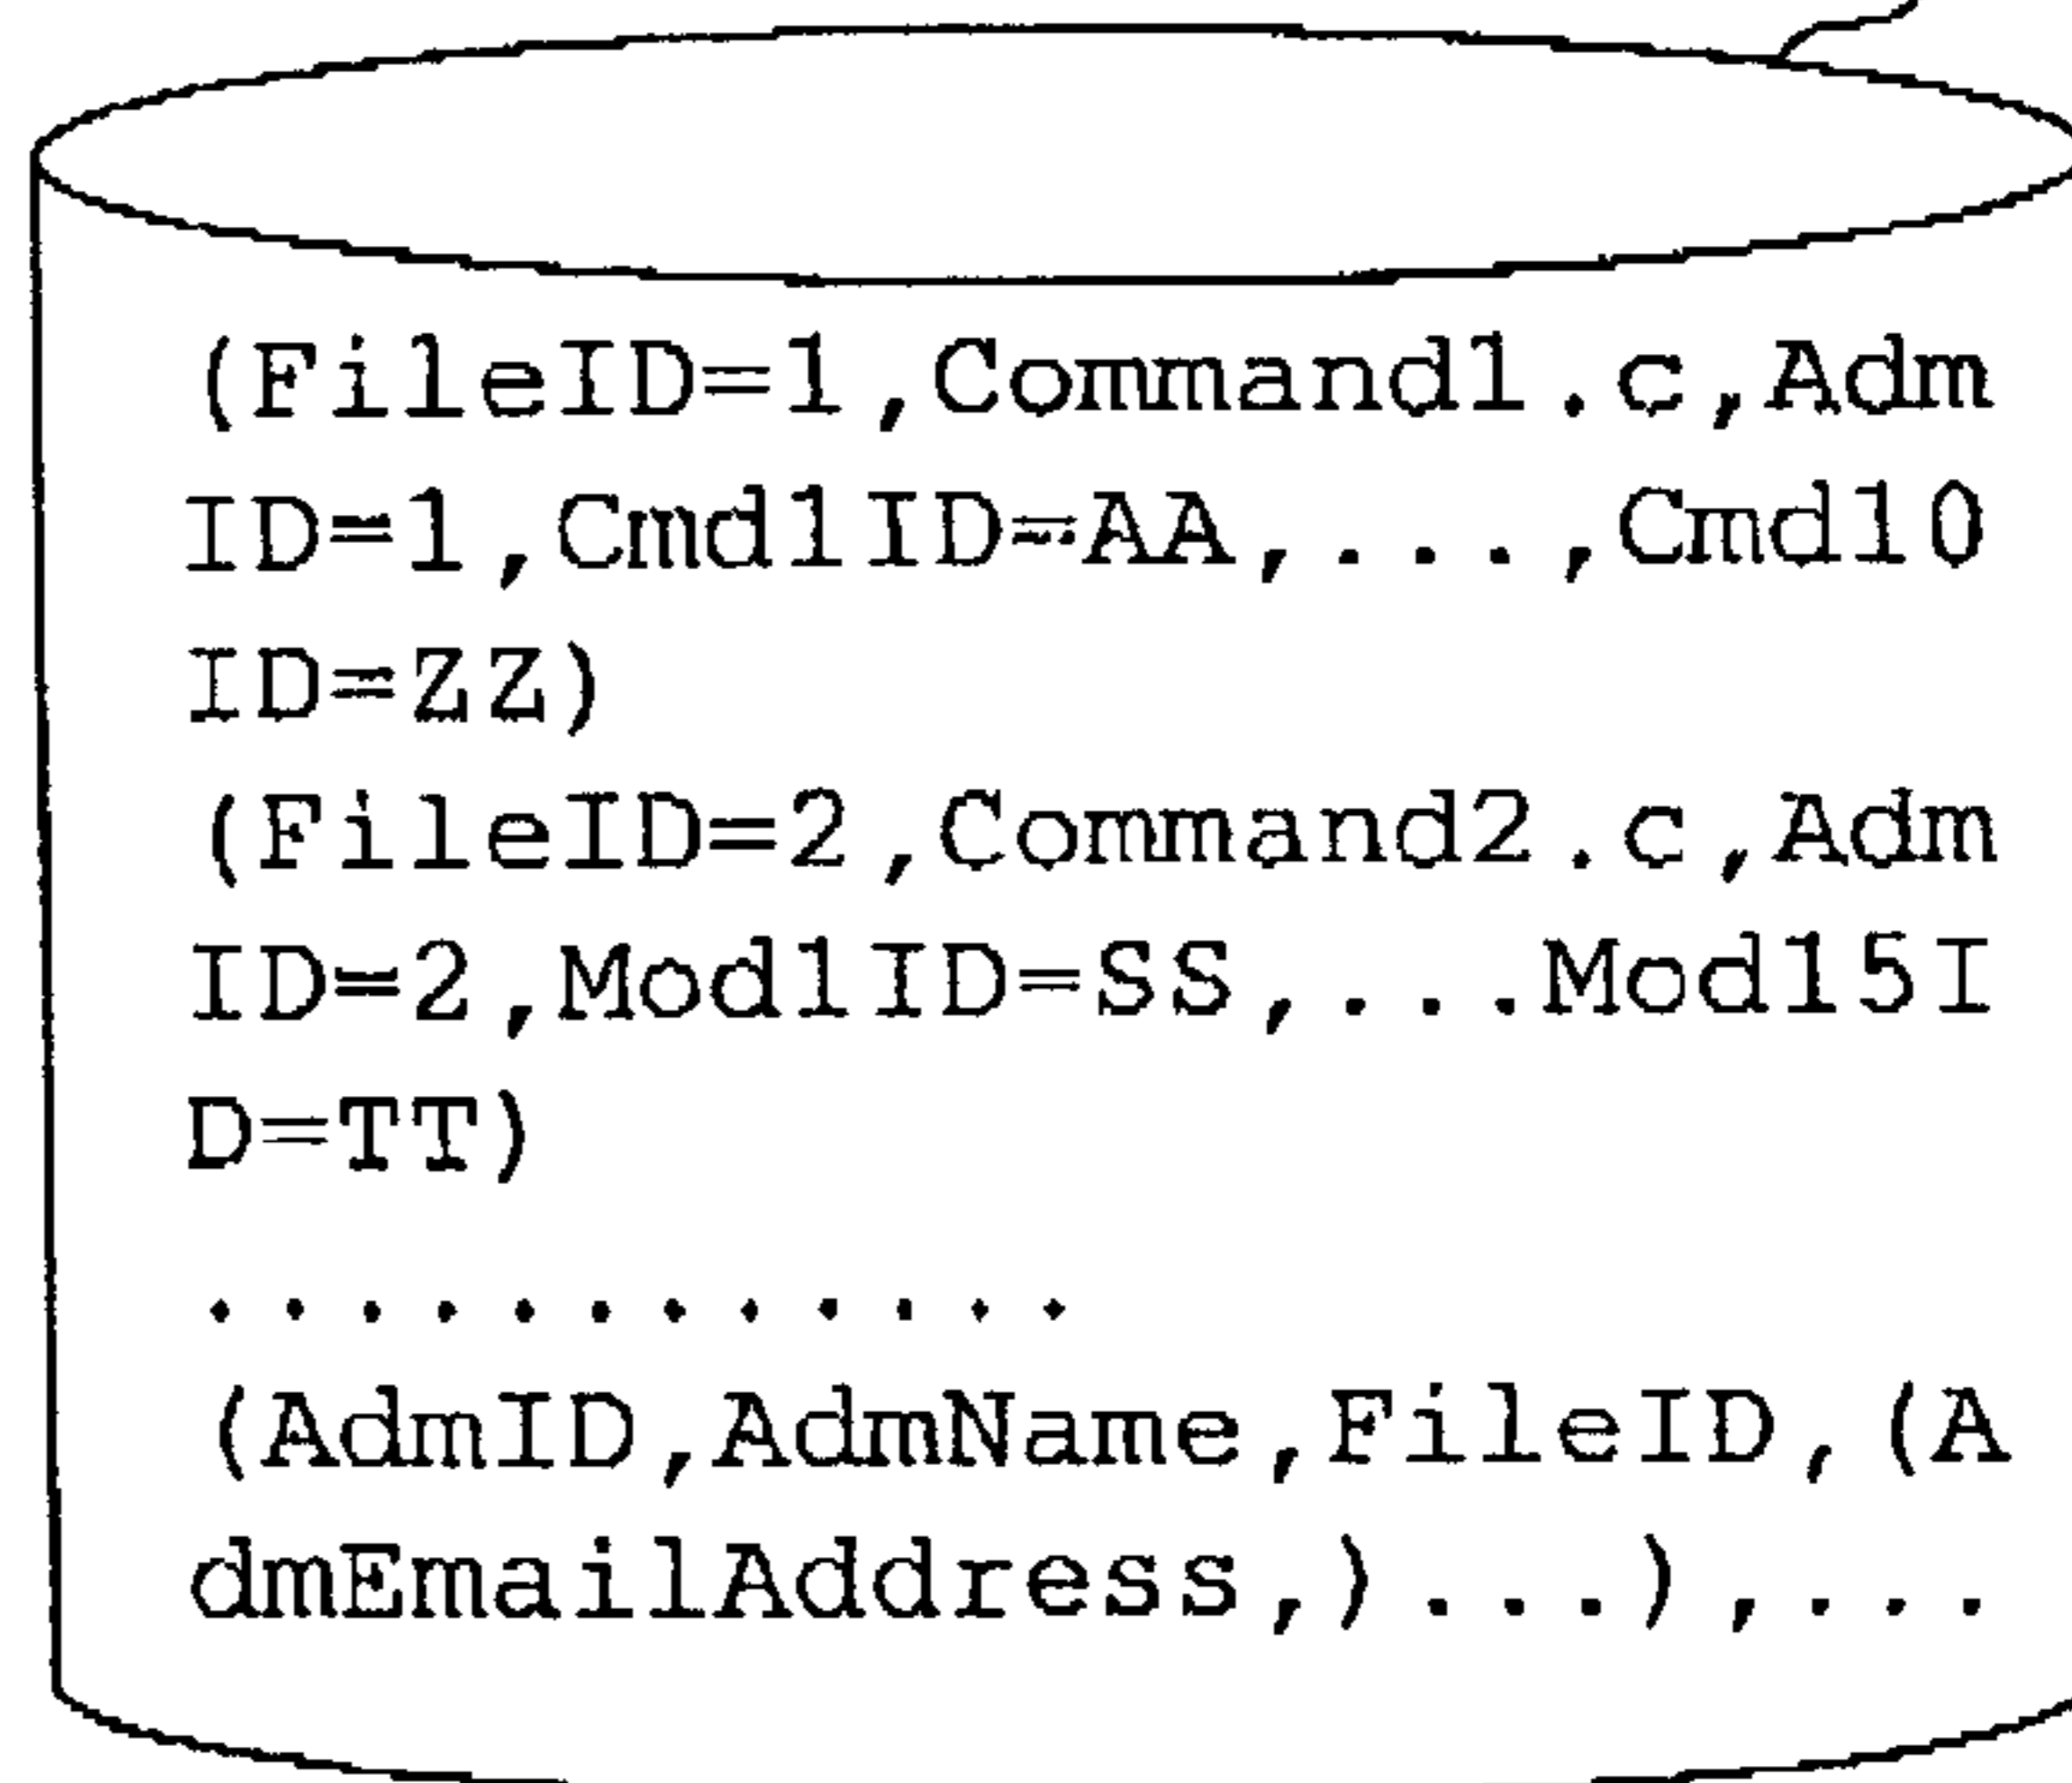 (FileID=1,Command1.c,Adm
ID=1,Cmd1ID=AA,...,Cmd10
ID=ZZ)
(FileID=2,Command2.c,Adm
ID=2,Mod1ID=SS,...Mod15I
D=TT)
............
(AdmID,AdmName,FileID,(A
dmEmailAddress,)...),...